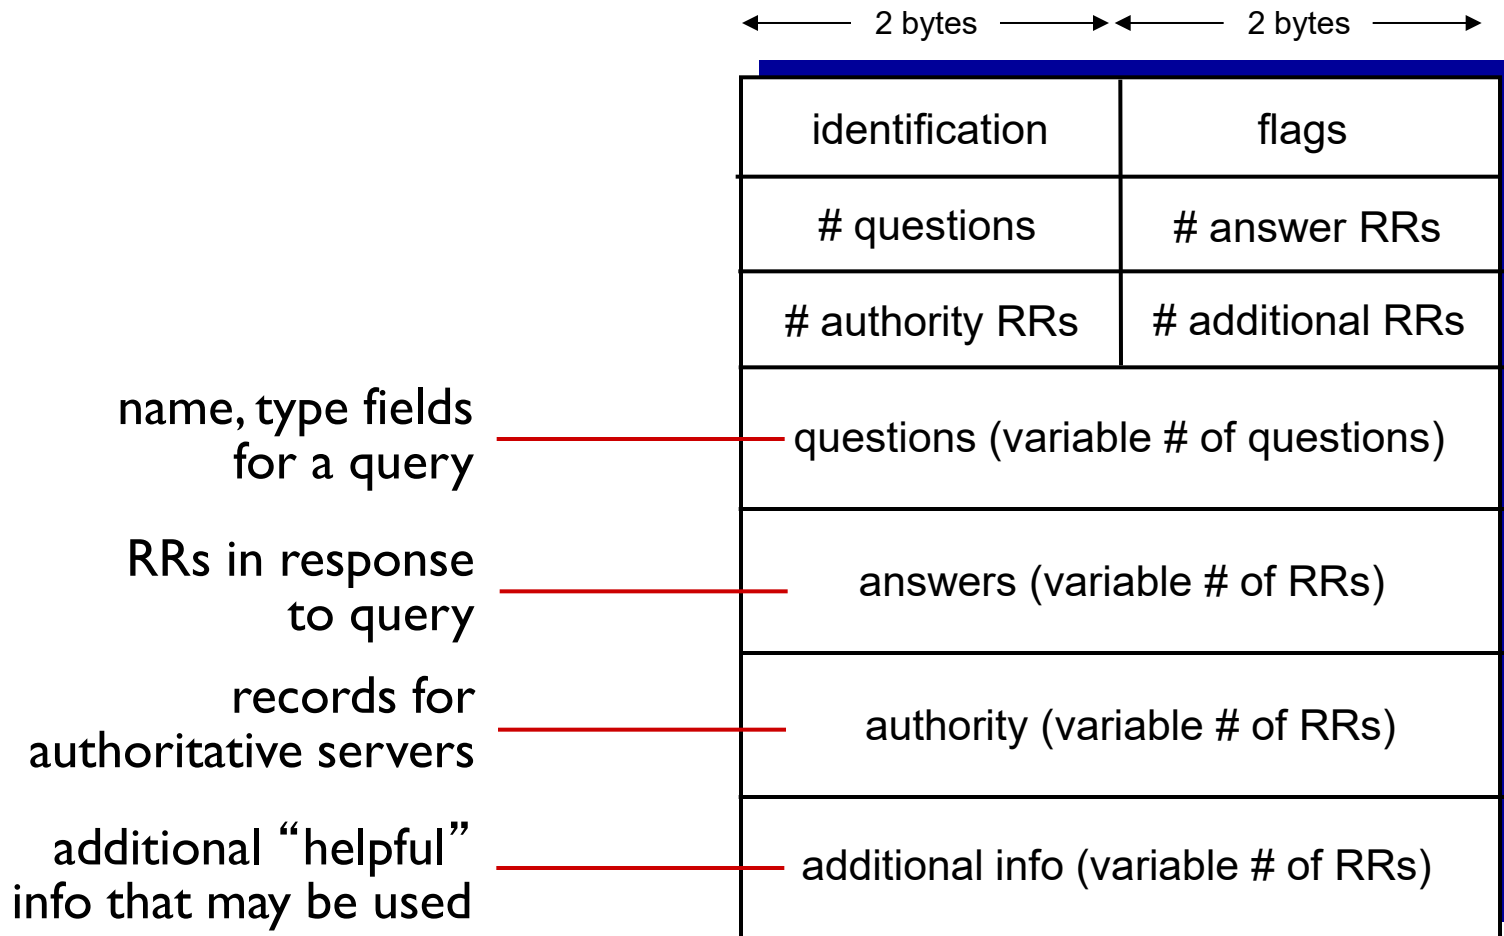 2 bytes 2 bytes
identification flags
# questions # answer RRs
# authority RRs # additional RRs
name, type fields
for a query
questions (variable # of questions)
RRs in response
to query
answers (variable # of RRs)
records for
authoritative servers
authority (variable # of RRs)
additional “helpful”
info that may be used
additional info (variable # of RRs)